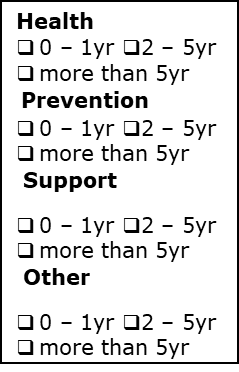 Health
❑ 0 – 1yr ❑2 – 5yr
❑ more than 5yr
Prevention
❑ 0 – 1yr ❑2 – 5yr
❑ more than 5yr
Support
❑ 0 – 1yr ❑2 – 5yr
❑ more than 5yr
Other
❑ 0 – 1yr ❑2 – 5yr
❑ more than 5yr